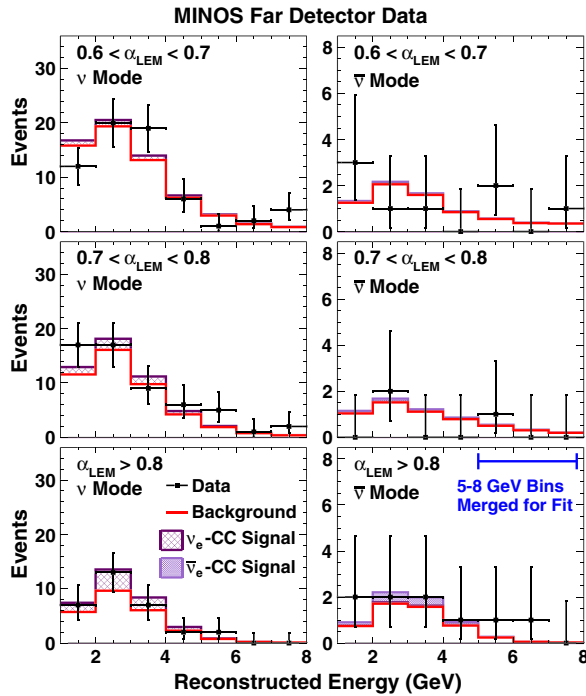 MINOS Far Detector Data
0.6 < α_LEM < 0.7
ν Mode
Events
30
20
10
0
0.6 < α_LEM < 0.7
ν̄ Mode
8
6
4
2
0
0.7 < α_LEM < 0.8
ν Mode
Events
30
20
10
0
0.7 < α_LEM < 0.8
ν̄ Mode
8
6
4
2
0
α_LEM > 0.8
ν Mode
Data
Background
ν_e-CC Signal
ν̄_e-CC Signal
Events
30
20
10
0
2 4 6 8
α_LEM > 0.8
ν̄ Mode
5-8 GeV Bins
Merged for Fit
8
6
4
2
0
2 4 6 8
Reconstructed Energy (GeV)